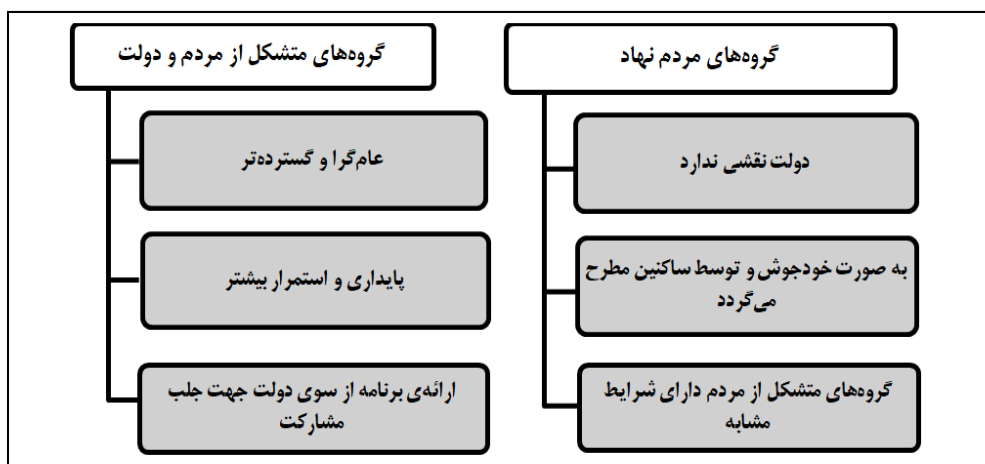 گروه‌های مردم نهاد
دولت نقشی ندارد
به صورت خودجوش و توسط ساکنین مطرح
می‌گردد
گروه‌های متشکل از مردم دارای شرایط
مشابه
گروه‌های متشکل از مردم و دولت
عام‌گرا و گسترده‌تر
پایداری و استمرار بیشتر
ارائه‌ی برنامه از سوی دولت جهت جلب
مشارکت